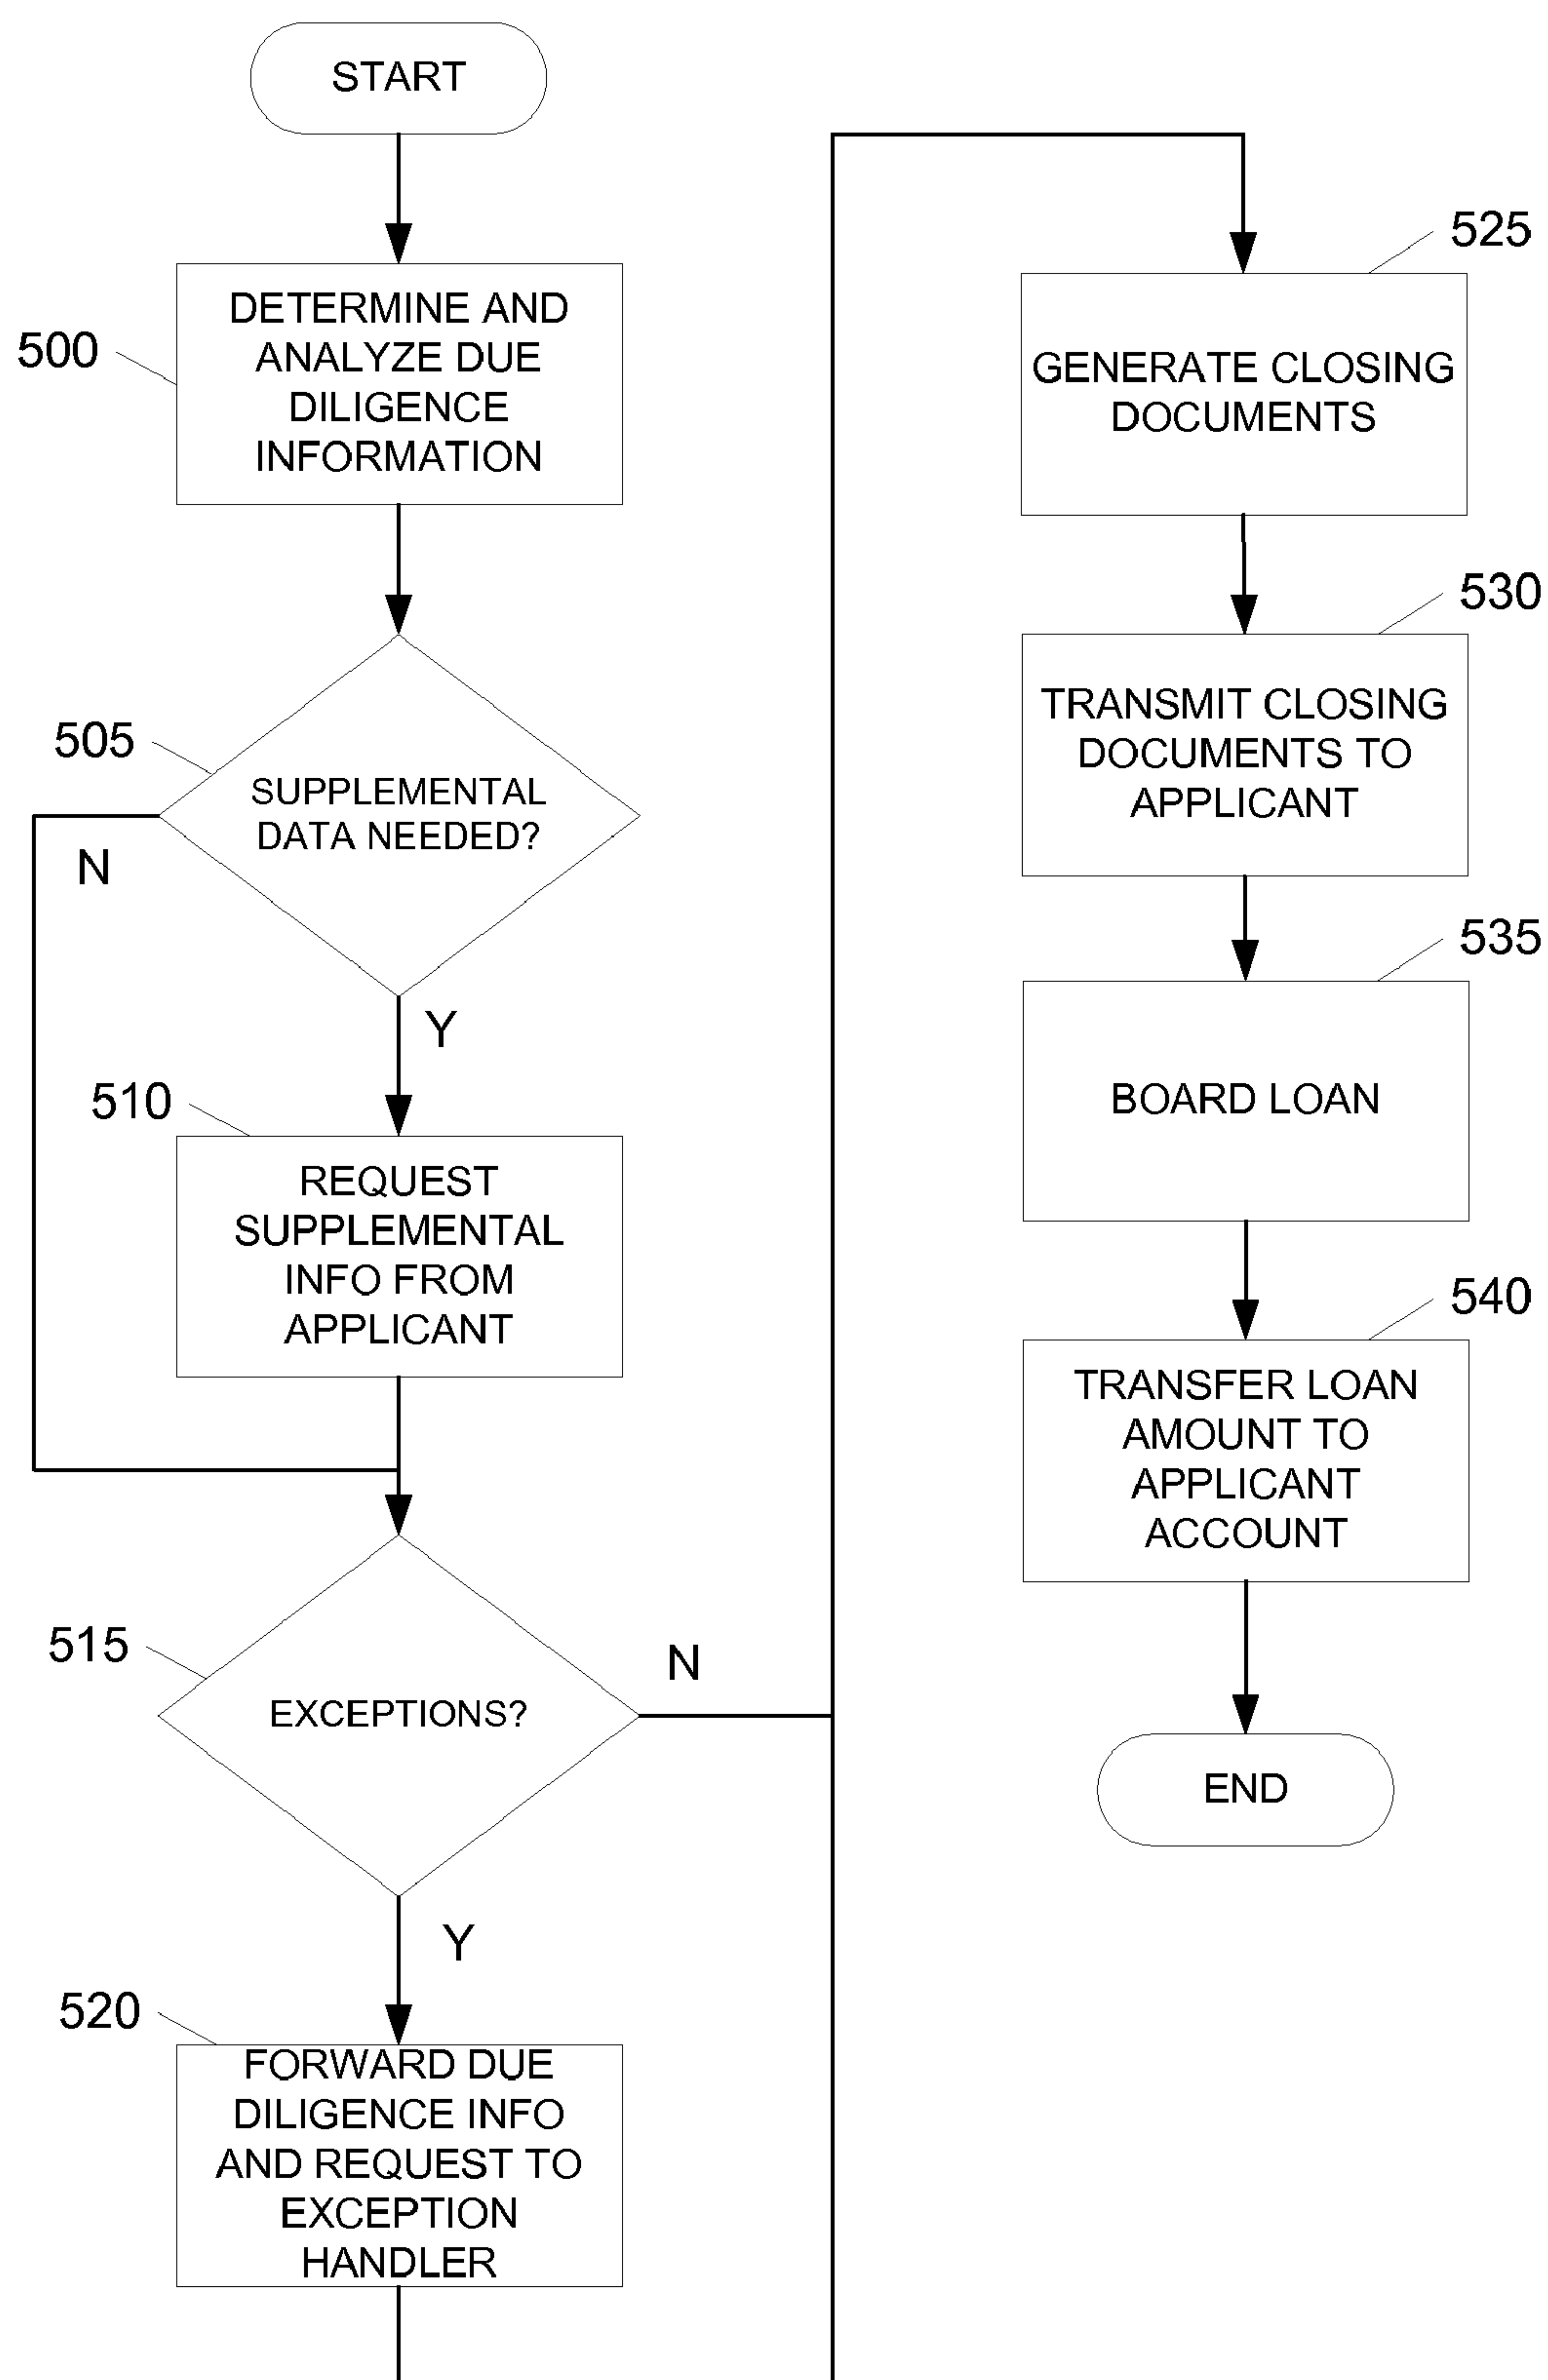 START
500
DETERMINE AND
ANALYZE DUE
DILIGENCE
INFORMATION
505
SUPPLEMENTAL
DATA NEEDED?
N
Y
510
REQUEST
SUPPLEMENTAL
INFO FROM
APPLICANT
515
EXCEPTIONS?
N
Y
520
FORWARD DUE
DILIGENCE INFO
AND REQUEST TO
EXCEPTION
HANDLER
525
GENERATE CLOSING
DOCUMENTS
530
TRANSMIT CLOSING
DOCUMENTS TO
APPLICANT
535
BOARD LOAN
540
TRANSFER LOAN
AMOUNT TO
APPLICANT
ACCOUNT
END